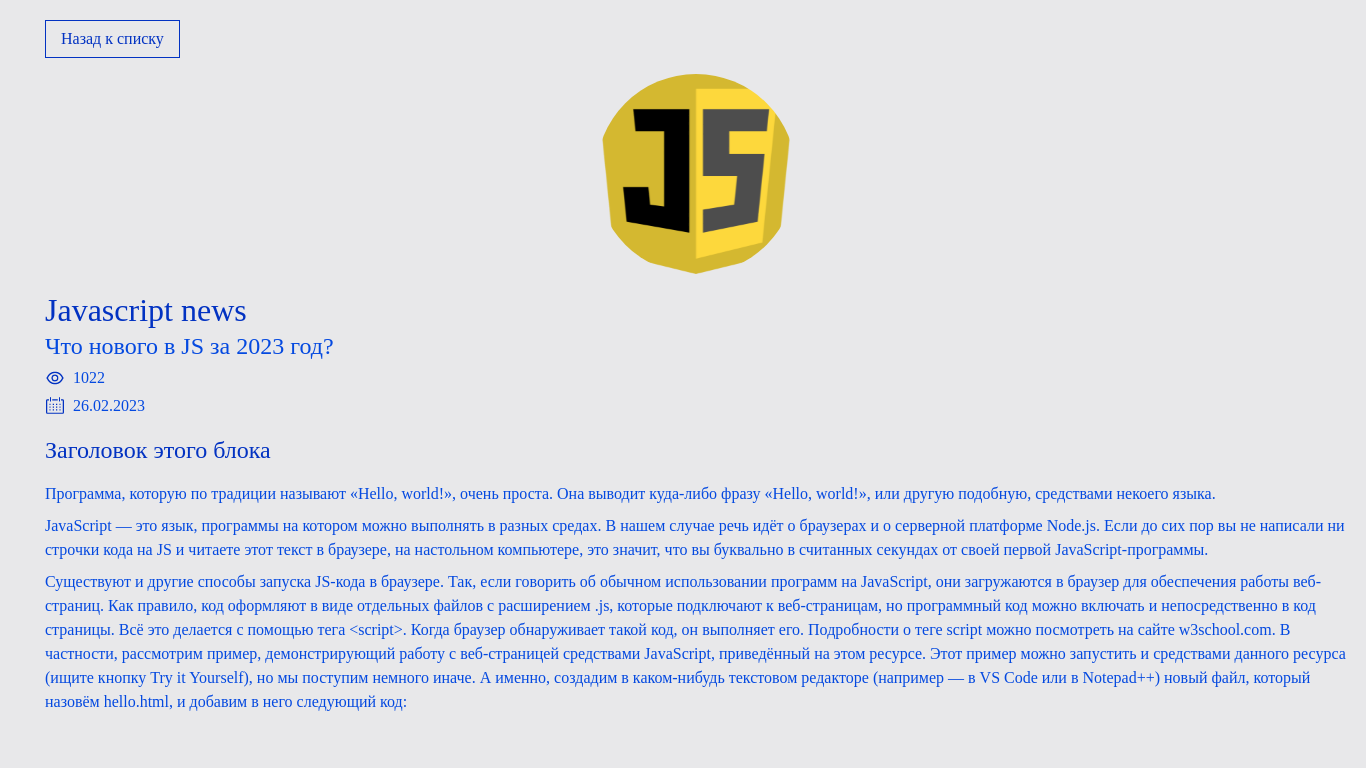 Назад к списку
JS
Javascript news
Что нового в JS за 2023 год?
1022
26.02.2023
Заголовок этого блока
Программа, которую по традиции называют «Hello, world!», очень проста. Она выводит куда-либо фразу «Hello, world!», или другую подобную, средствами некоего языка.
JavaScript — это язык, программы на котором можно выполнять в разных средах. В нашем случае речь идёт о браузерах и о серверной платформе Node.js. Если до сих пор вы не написали ни
строчки кода на JS и читаете этот текст в браузере, на настольном компьютере, это значит, что вы буквально в считанных секундах от своей первой JavaScript-программы.
Существуют и другие способы запуска JS-кода в браузере. Так, если говорить об обычном использовании программ на JavaScript, они загружаются в браузер для обеспечения работы веб-
страниц. Как правило, код оформляют в виде отдельных файлов с расширением .js, которые подключают к веб-страницам, но программный код можно включать и непосредственно в код
страницы. Всё это делается с помощью тега <script>. Когда браузер обнаруживает такой код, он выполняет его. Подробности о теге script можно посмотреть на сайте w3school.com. В
частности, рассмотрим пример, демонстрирующий работу с веб-страницей средствами JavaScript, приведённый на этом ресурсе. Этот пример можно запустить и средствами данного ресурса
(ищите кнопку Try it Yourself), но мы поступим немного иначе. А именно, создадим в каком-нибудь текстовом редакторе (например — в VS Code или в Notepad++) новый файл, который
назовём hello.html, и добавим в него следующий код: